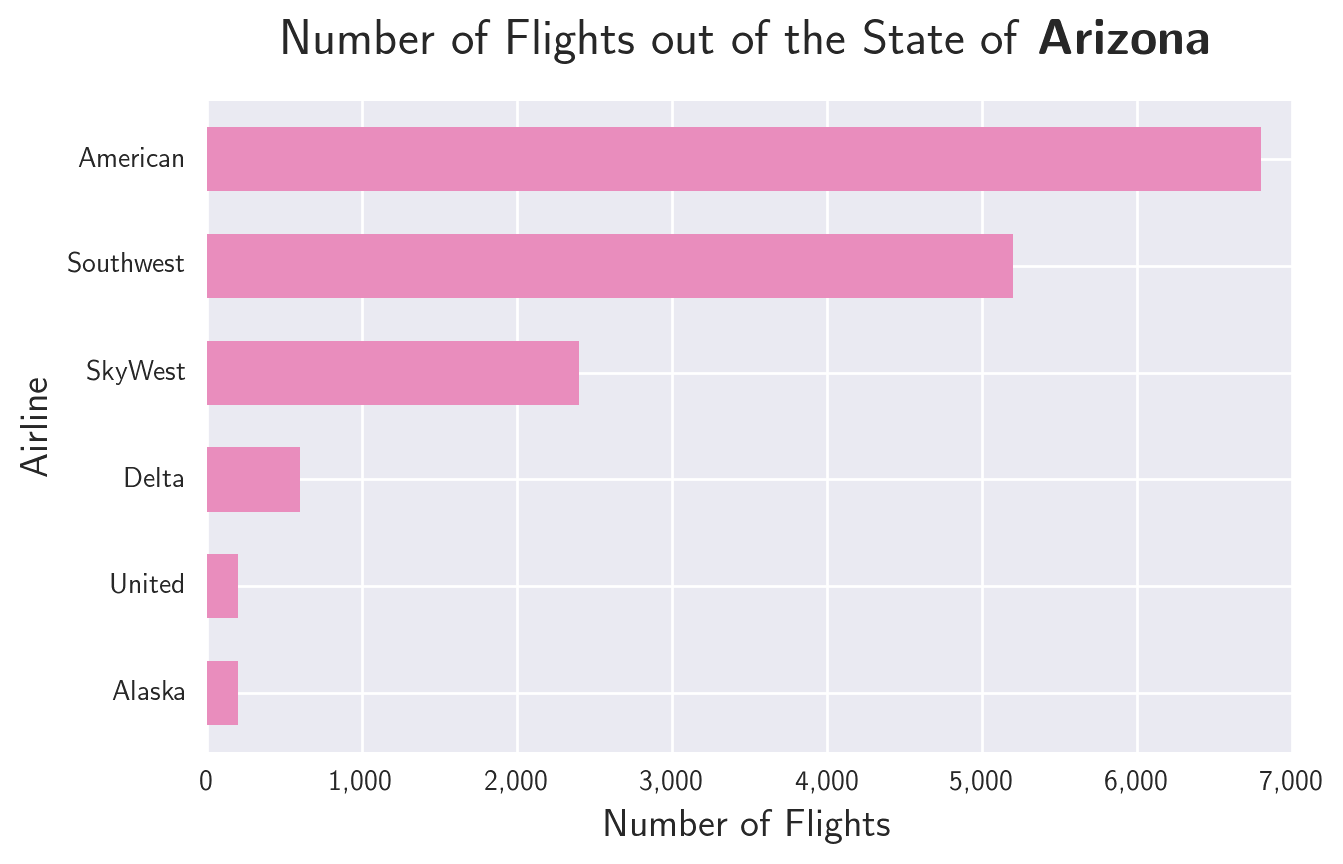 Number of Flights out of the State of Arizona
American
Southwest
SkyWest
Delta
United
Alaska
Airline
0 1,000 2,000 3,000 4,000 5,000 6,000 7,000
Number of Flights